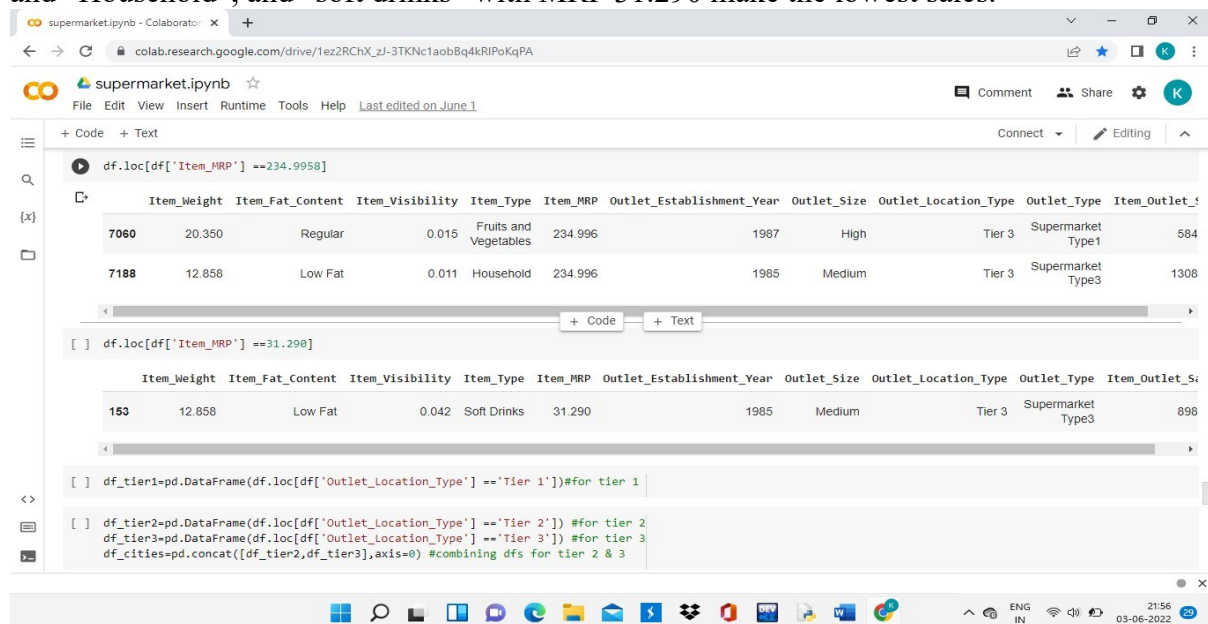 and "Household", and "soft drinks" with MRP 31.290 make the lowest sales.
supermarket.ipynb - Colaborator
colab.research.google.com/drive/1ez2RChX_zJ-3TKNc1aobBq4kRlPoKqPA
K
CO supermarket.ipynb
Comment Share K
File Edit View Insert Runtime Tools Help Last edited on June 1
+ Code + Text Connect Editing
df.loc[df['Item_MRP'] ==234.9958]
Item_Weight Item_Fat_Content Item_Visibility Item_Type Item_MRP Outlet_Establishment_Year Outlet_Size Outlet_Location_Type Outlet_Type Item_Outlet_S
7060 20.350 Regular 0.015 Fruits and Vegetables 234.996 1987 High Tier 3 Supermarket Type1 584
7188 12.858 Low Fat 0.011 Household 234.996 1985 Medium Tier 3 Supermarket Type3 1308
+ Code + Text
[ ] df.loc[df['Item_MRP'] ==31.290]
Item_Weight Item_Fat_Content Item_Visibility Item_Type Item_MRP Outlet_Establishment_Year Outlet_Size Outlet_Location_Type Outlet_Type Item_Outlet_Sa
153 12.858 Low Fat 0.042 Soft Drinks 31.290 1985 Medium Tier 3 Supermarket Type3 898
[ ] df_tier1=pd.DataFrame(df.loc[df['Outlet_Location_Type'] =='Tier 1'])#for tier 1
[ ] df_tier2=pd.DataFrame(df.loc[df['Outlet_Location_Type'] =='Tier 2']) #for tier 2
df_tier3=pd.DataFrame(df.loc[df['Outlet_Location_Type'] =='Tier 3']) #for tier 3
df_cities=pd.concat([df_tier2,df_tier3],axis=0) #combining dfs for tier 2 & 3
ENG IN 21:56 03-06-2022 29